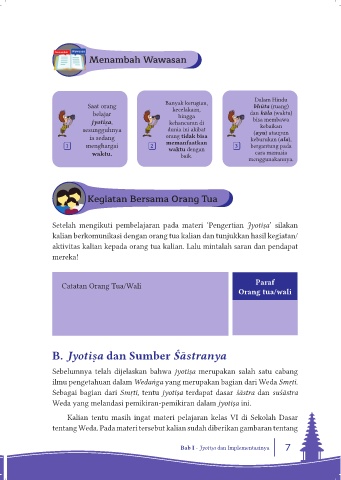 Menambah Wawasan
Saat orang
belajar
jyotiṣa,
sesungguhnya
ia sedang
menghargai
waktu.
1
Banyak kerugian,
kecelakaan,
hingga
kehancuran di
dunia ini akibat
orang tidak bisa
memanfaatkan
waktu dengan
baik.
2
Dalam Hindu
bhūta (ruang)
dan kāla (waktu)
bisa membawa
kebaikan
(ayu) ataupun
keburukan (ala),
bergantung pada
cara manusia
menggunakannya.
3
Kegiatan Bersama Orang Tua
Setelah mengikuti pembelajaran pada materi 'Pengertian Jyotiṣa' silakan
kalian berkomunikasi dengan orang tua kalian dan tunjukkan hasil kegiatan/
aktivitas kalian kepada orang tua kalian. Lalu mintalah saran dan pendapat
mereka!
Catatan Orang Tua/Wali
Paraf
Orang tua/wali
B. Jyotiṣa dan Sumber Śāstranya
Sebelumnya telah dijelaskan bahwa jyotiṣa merupakan salah satu cabang
ilmu pengetahuan dalam Wedaṅga yang merupakan bagian dari Weda Smṛti.
Sebagai bagian dari Smṛti, tentu jyotiṣa terdapat dasar śāstra dan suśāstra
Weda yang melandasi pemikiran-pemikiran dalam jyotiṣa ini.
Kalian tentu masih ingat materi pelajaran kelas VI di Sekolah Dasar
tentang Weda. Pada materi tersebut kalian sudah diberikan gambaran tentang
Bab I - Jyotiṣa dan Implementasinya 7